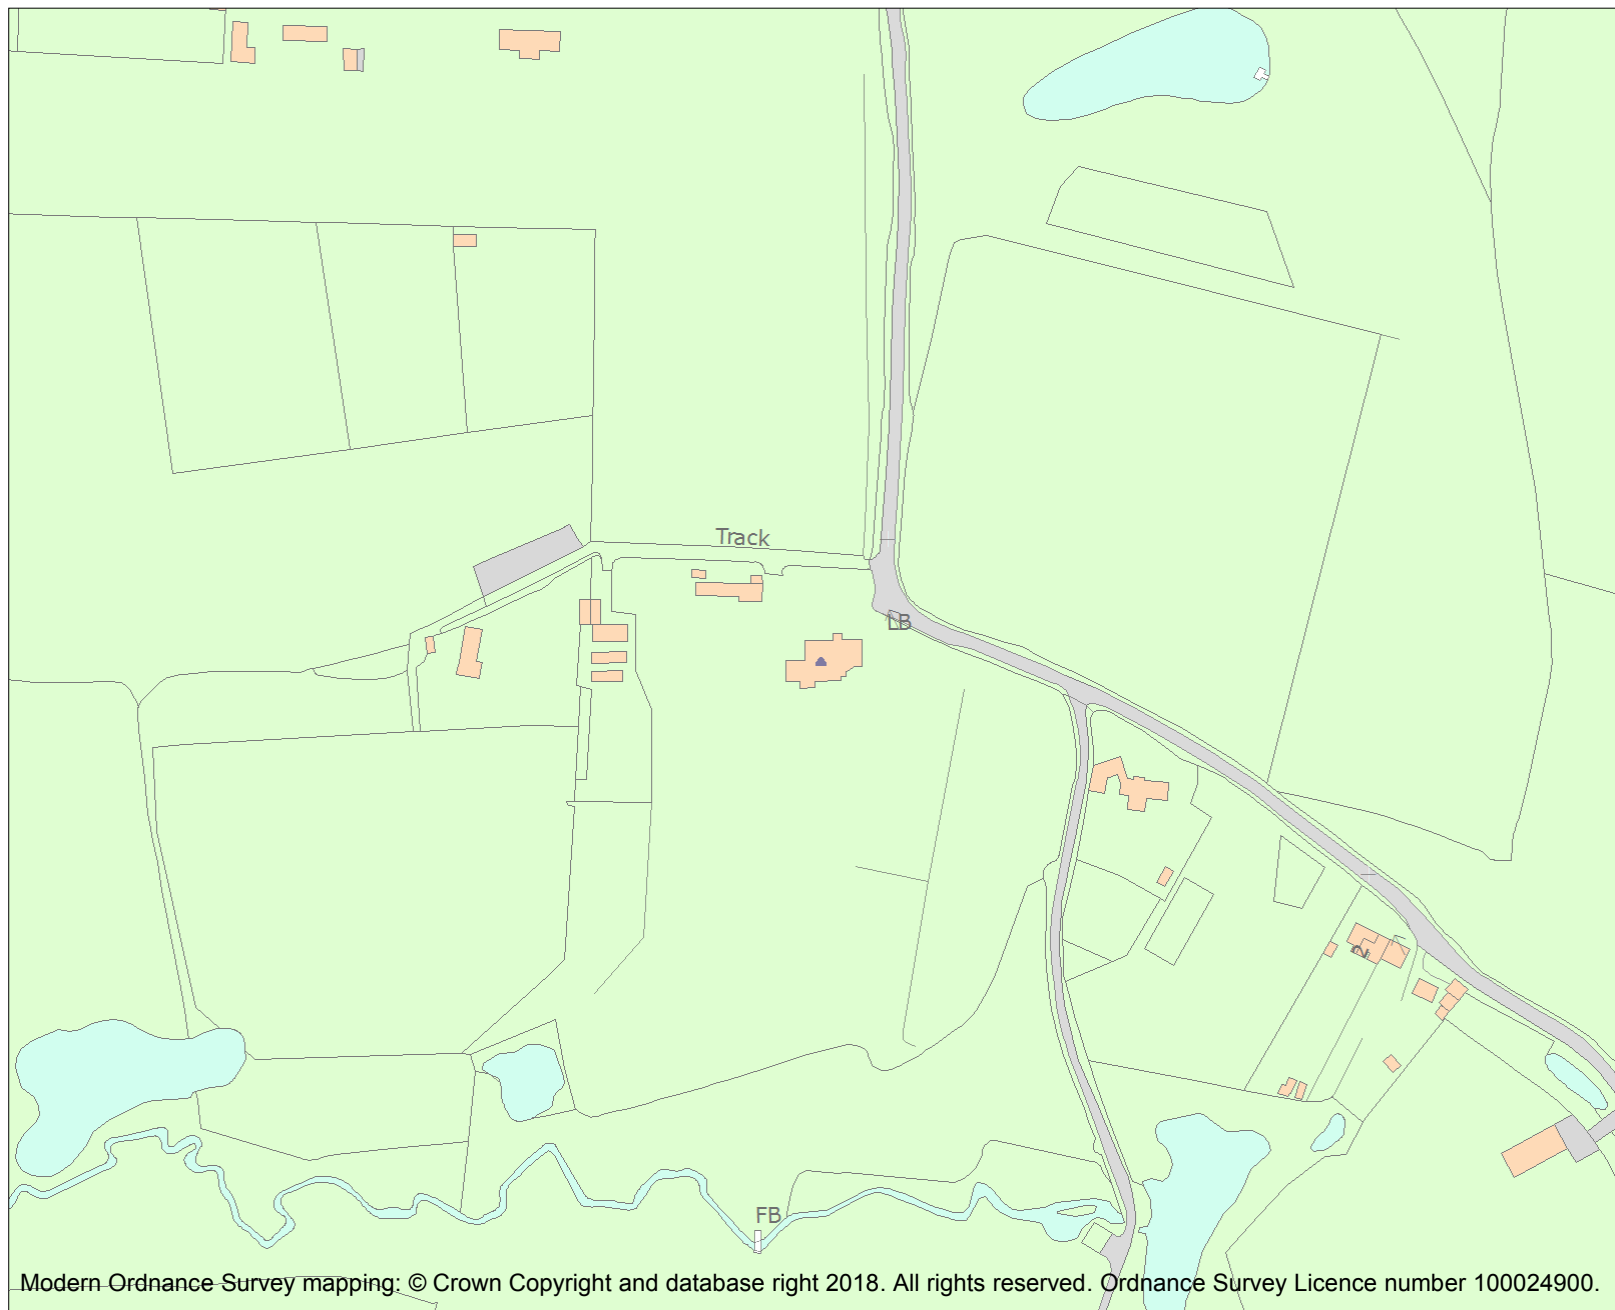 Track
LB
2
FB
Modern Ordnance Survey mapping: © Crown Copyright and database right 2018. All rights reserved. Ordnance Survey Licence number 100024900.